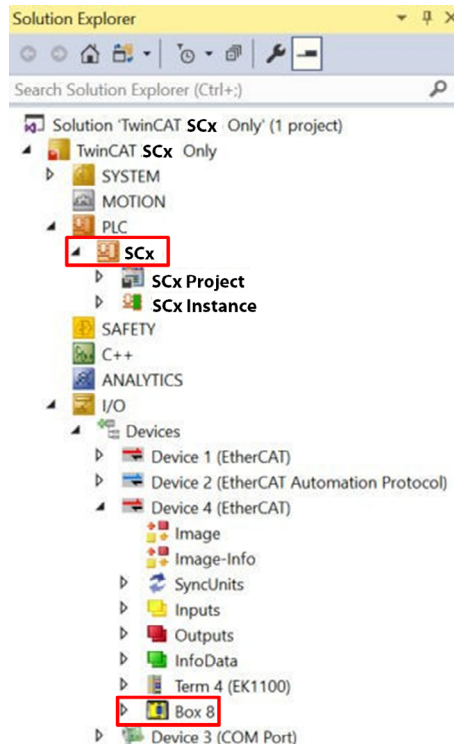 Solution Explorer
Search Solution Explorer (Ctrl+;)
Solution 'TwinCAT SCx Only' (1 project)
TwinCAT SCx Only
SYSTEM
MOTION
PLC
SCx
SCx Project
SCx Instance
SAFETY
C++
ANALYTICS
I/O
Devices
Device 1 (EtherCAT)
Device 2 (EtherCAT Automation Protocol)
Device 4 (EtherCAT)
Image
Image-Info
SyncUnits
Inputs
Outputs
InfoData
Term 4 (EK1100)
Box 8
Device 3 (COM Port)